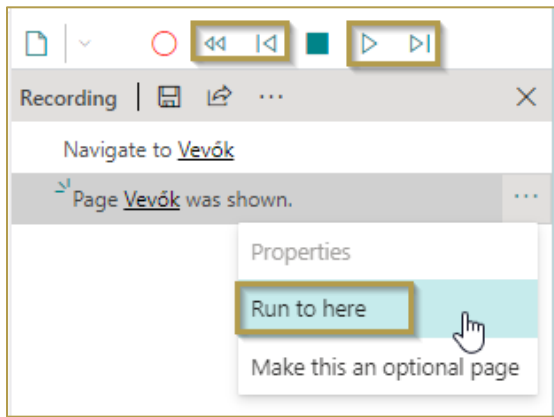 Recording
Navigate to Vevők
Page Vevők was shown.
Properties
Run to here
Make this an optional page